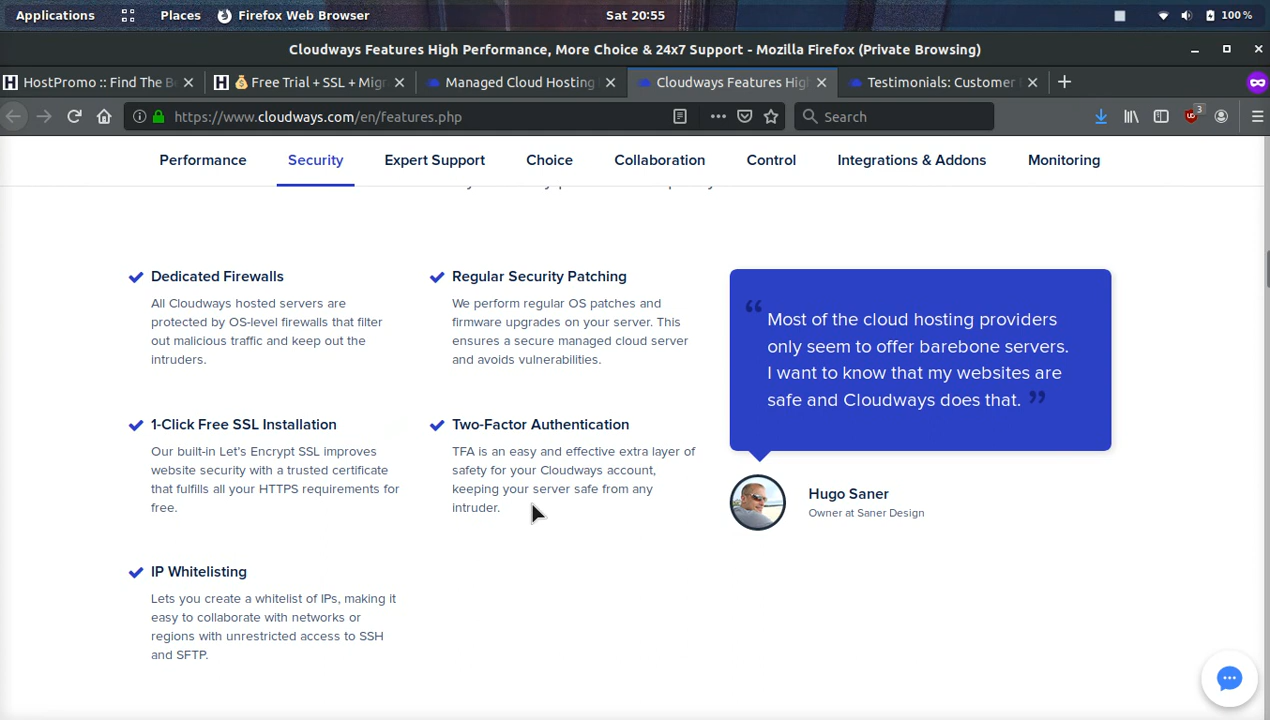 Applications Places Firefox Web Browser Sat 20:55 100 %
Cloudways Features High Performance, More Choice & 24x7 Support - Mozilla Firefox (Private Browsing)
HostPromo :: Find The Be Free Trial + SSL + Migr Managed Cloud Hosting Cloudways Features High Testimonials: Customer
https://www.cloudways.com/en/features.php Search 3
Performance Security Expert Support Choice Collaboration Control Integrations & Addons Monitoring
Dedicated Firewalls
All Cloudways hosted servers are
protected by OS-level firewalls that filter
out malicious traffic and keep out the
intruders.
Regular Security Patching
We perform regular OS patches and
firmware upgrades on your server. This
ensures a secure managed cloud server
and avoids vulnerabilities.
“ Most of the cloud hosting providers
only seem to offer barebone servers.
I want to know that my websites are
safe and Cloudways does that. ”
Hugo Saner
Owner at Saner Design
1-Click Free SSL Installation
Our built-in Let's Encrypt SSL improves
website security with a trusted certificate
that fulfills all your HTTPS requirements for
free.
Two-Factor Authentication
TFA is an easy and effective extra layer of
safety for your Cloudways account,
keeping your server safe from any
intruder.
IP Whitelisting
Lets you create a whitelist of IPs, making it
easy to collaborate with networks or
regions with unrestricted access to SSH
and SFTP.